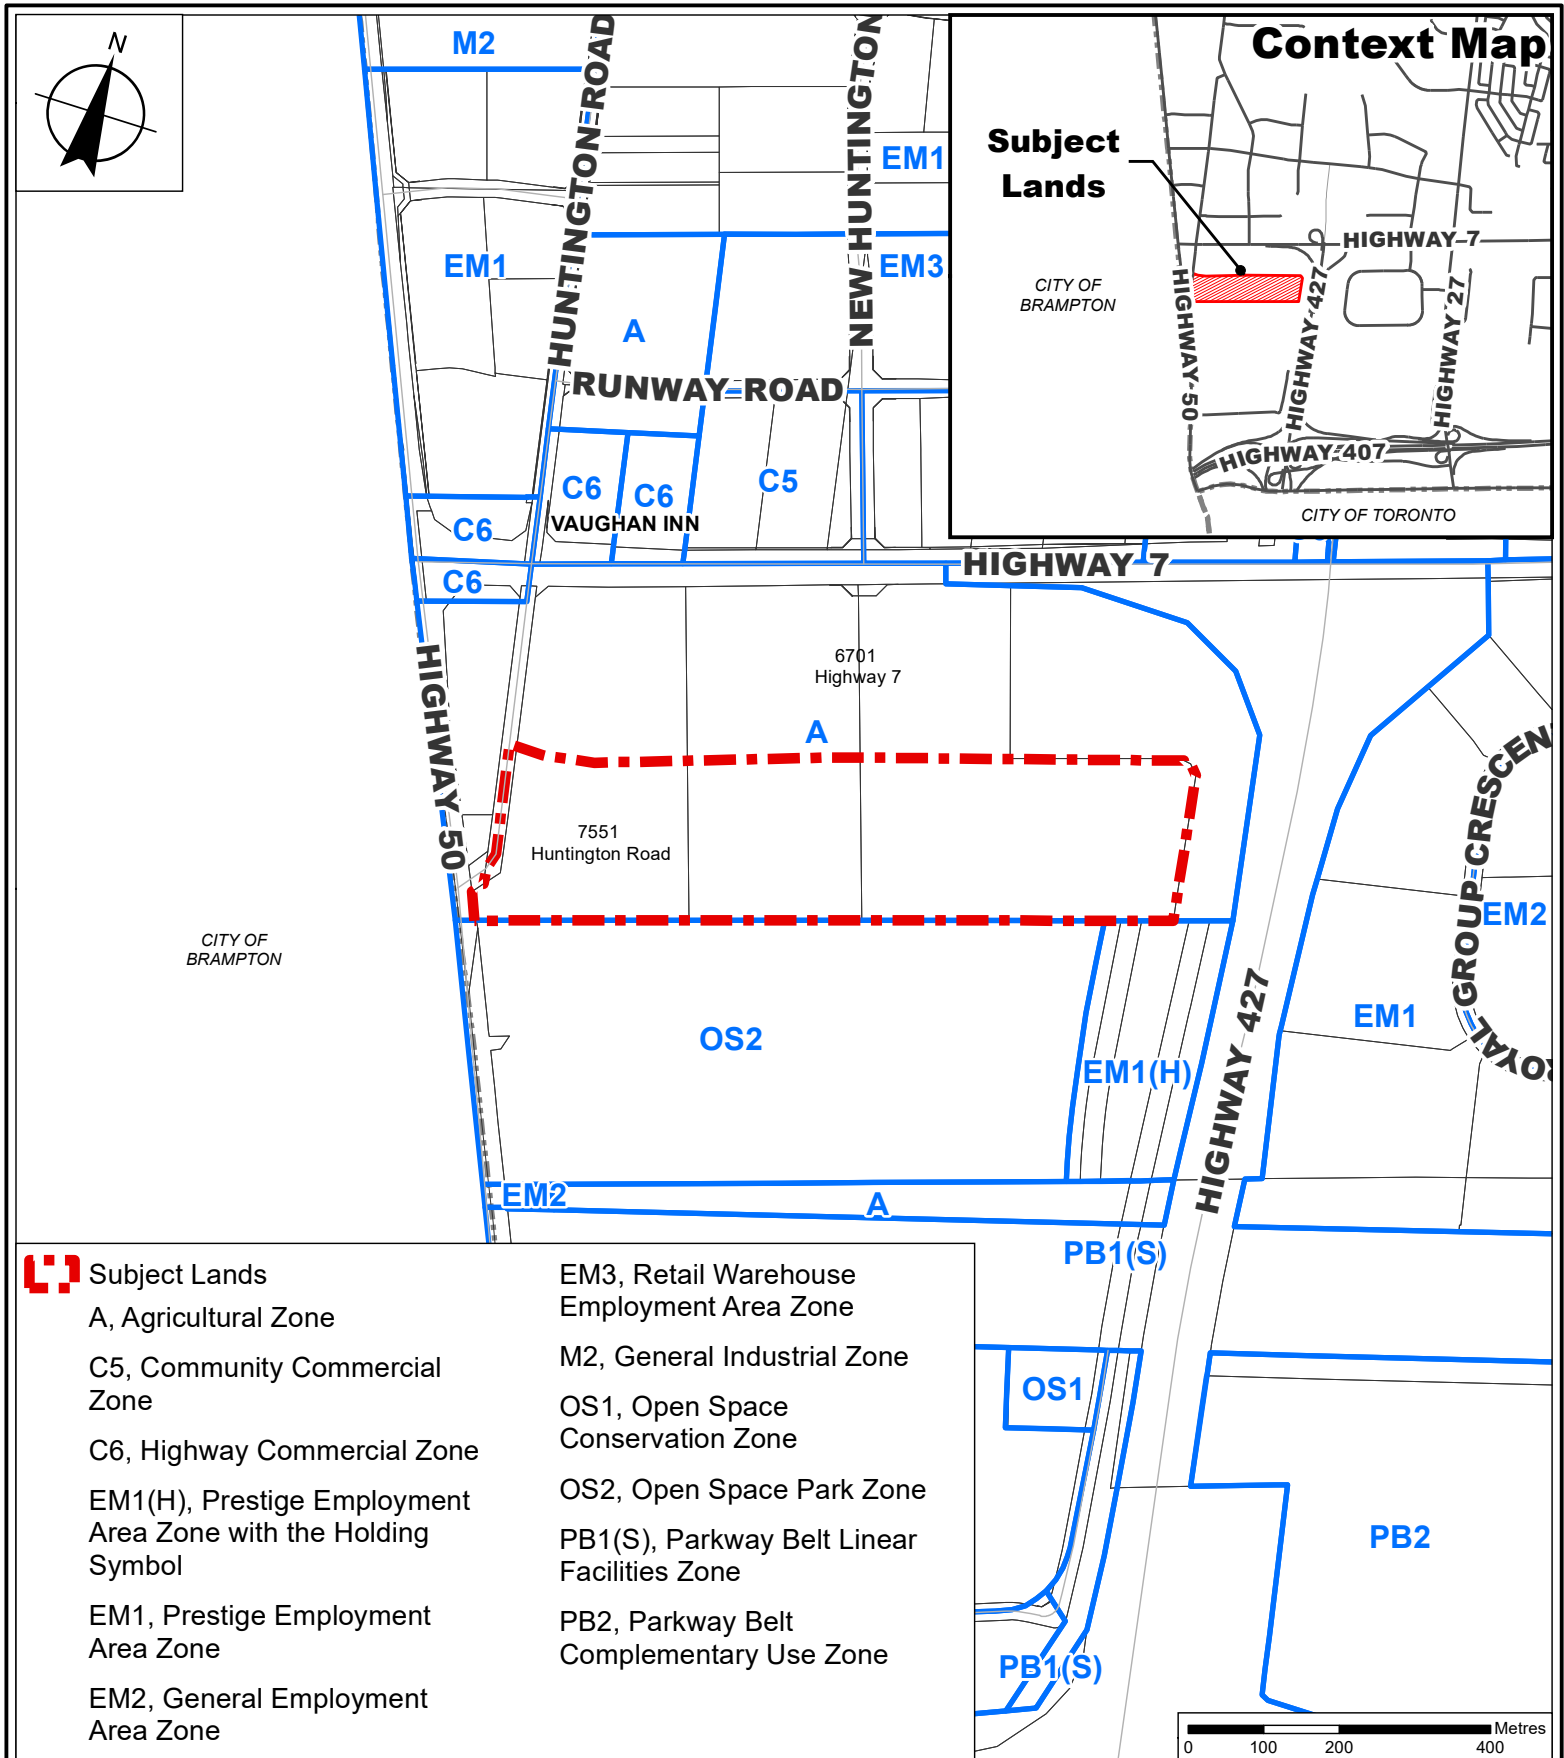 N
M2
HUNTINGTON ROAD
NEW HUNTINGTON
EM1
EM1
EM3
A
RUNWAY ROAD
C6
C6
C5
VAUGHAN INN
C6
C6
HIGHWAY 7
Context Map
Subject
Lands
HIGHWAY 7
CITY OF
BRAMPTON
HIGHWAY 50
HIGHWAY 427
HIGHWAY 27
HIGHWAY 407
CITY OF TORONTO
6701
Highway 7
A
HIGHWAY 50
7551
Huntington Road
CITY OF
BRAMPTON
ROYAL GROUP CRESCEN
EM2
EM1
OS2
EM1(H)
HIGHWAY 427
EM2
A
PB1(S)
OS1
PB2
PB1(S)
Subject Lands
A, Agricultural Zone
C5, Community Commercial
Zone
C6, Highway Commercial Zone
EM1(H), Prestige Employment
Area Zone with the Holding
Symbol
EM1, Prestige Employment
Area Zone
EM2, General Employment
Area Zone
EM3, Retail Warehouse
Employment Area Zone
M2, General Industrial Zone
OS1, Open Space
Conservation Zone
OS2, Open Space Park Zone
PB1(S), Parkway Belt Linear
Facilities Zone
PB2, Parkway Belt
Complementary Use Zone
Metres
0 100 200 400